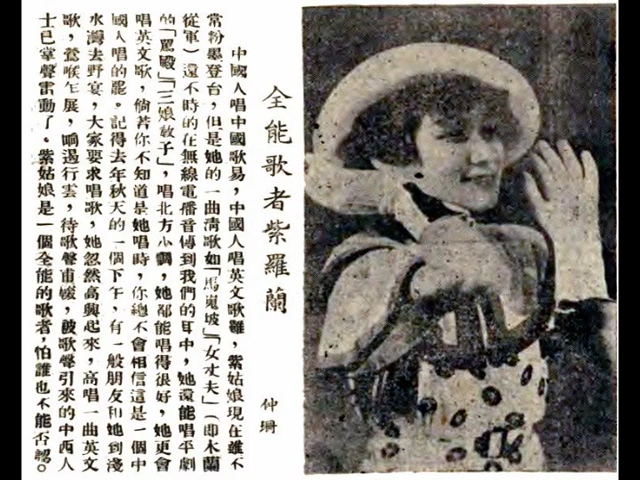 全能歌者紫羅蘭
仲珊
中國人唱中國歌易，中國人唱英文歌難，紫姑娘現在雖不
常粉墨登台，但是她的一曲清歌如「馬嵬坡」「女丈夫」（即木蘭
從軍）還不時的在無線電播音傳到我們的耳中，她還能唱平劇
的「罵殿」「三娘敎子」，唱北方小調，她都能唱得很好，她更會
唱英文歌，倘若你不知道是她唱時，你總不會相信這是一個中
國人唱的罷。記得去年秋天的一個下午，有一般朋友和她到淺
水灣去野宴，大家要求唱歌，她忽然高興起來，高唱一曲英文
歌，鶯喉乍展，响遏行雲，待歌聲甫竣，被歌聲引來的中西人
士已掌聲雷動了。紫姑娘是一個全能的歌者，怕誰也不能否認。